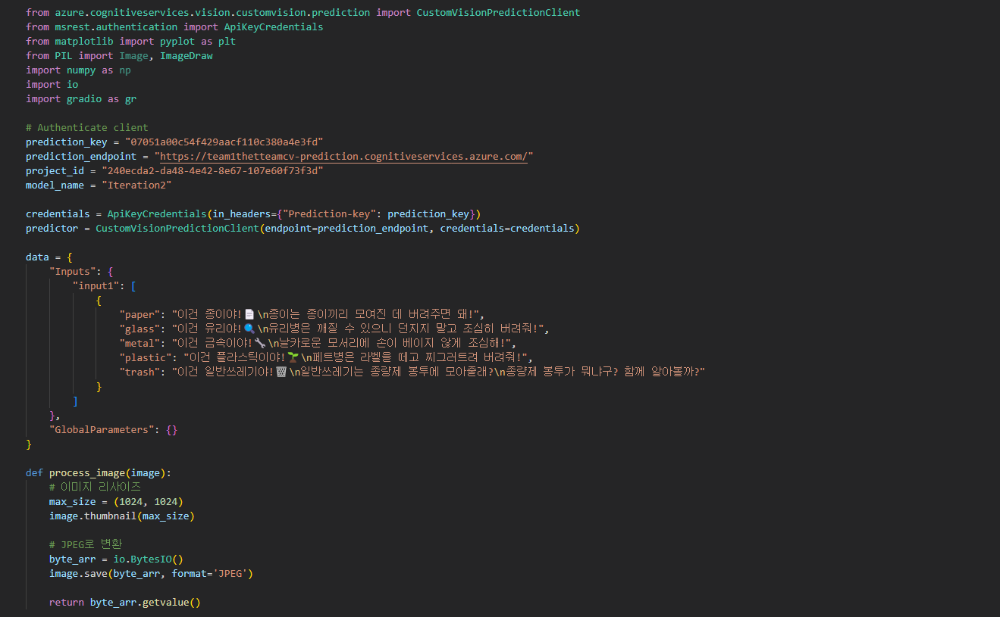 from azure.cognitiveservices.vision.customvision.prediction import CustomVisionPredictionClient
from msrest.authentication import ApiKeyCredentials
from matplotlib import pyplot as plt
from PIL import Image, ImageDraw
import numpy as np
import io
import gradio as gr
# Authenticate client
prediction_key = "07051a00c54f429aacf110c380a4e3fd"
prediction_endpoint = "https://team1thetteamcv-prediction.cognitiveservices.azure.com/"
project_id = "240ecda2-da48-4e42-8e67-107e60f73f3d"
model_name = "Iteration2"
credentials = ApiKeyCredentials(in_headers={"Prediction-key": prediction_key})
predictor = CustomVisionPredictionClient(endpoint=prediction_endpoint, credentials=credentials)
data = {
    "Inputs": {
        "input1": [
            {
                "paper": "이건 종이야!📄\n종이는 종이끼리 모여진 데 버려주면 돼!",
                "glass": "이건 유리야!🔍\n유리병은 깨질 수 있으니 던지지 말고 조심히 버려줘!",
                "metal": "이건 금속이야!🔧\n날카로운 모서리에 손이 베이지 않게 조심해!",
                "plastic": "이건 플라스틱이야!🌱\n페트병은 라벨을 떼고 찌그러트려 버려줘!",
                "trash": "이건 일반쓰레기야!🗑️\n일반쓰레기는 종량제 봉투에 모아줄래?\n종량제 봉투가 뭐냐구? 함께 알아볼까?"
            }
        ]
    },
    "GlobalParameters": {}
}
def process_image(image):
    # 이미지 리사이즈
    max_size = (1024, 1024)
    image.thumbnail(max_size)
    # JPEG로 변환
    byte_arr = io.BytesIO()
    image.save(byte_arr, format='JPEG')
    return byte_arr.getvalue()